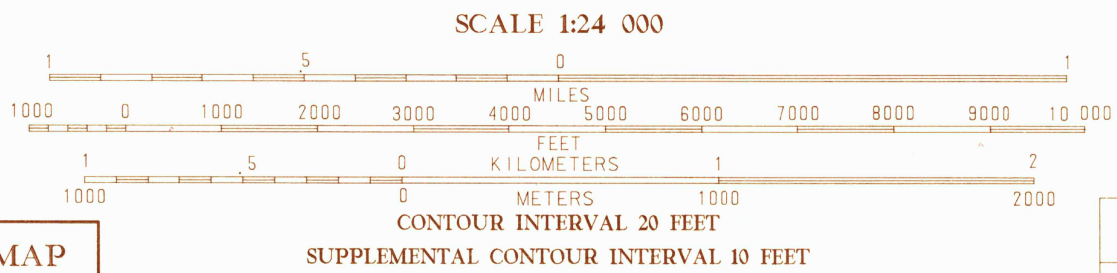 SCALE 1:24 000
1 .5 0 1
MILES
1000 0 1000 2000 3000 4000 5000 6000 7000 8000 9000 10 000
FEET
1 .5 0 KILOMETERS 1 2
1000 0 METERS 1000 2000
CONTOUR INTERVAL 20 FEET
MAP
SUPPLEMENTAL CONTOUR INTERVAL 10 FEET